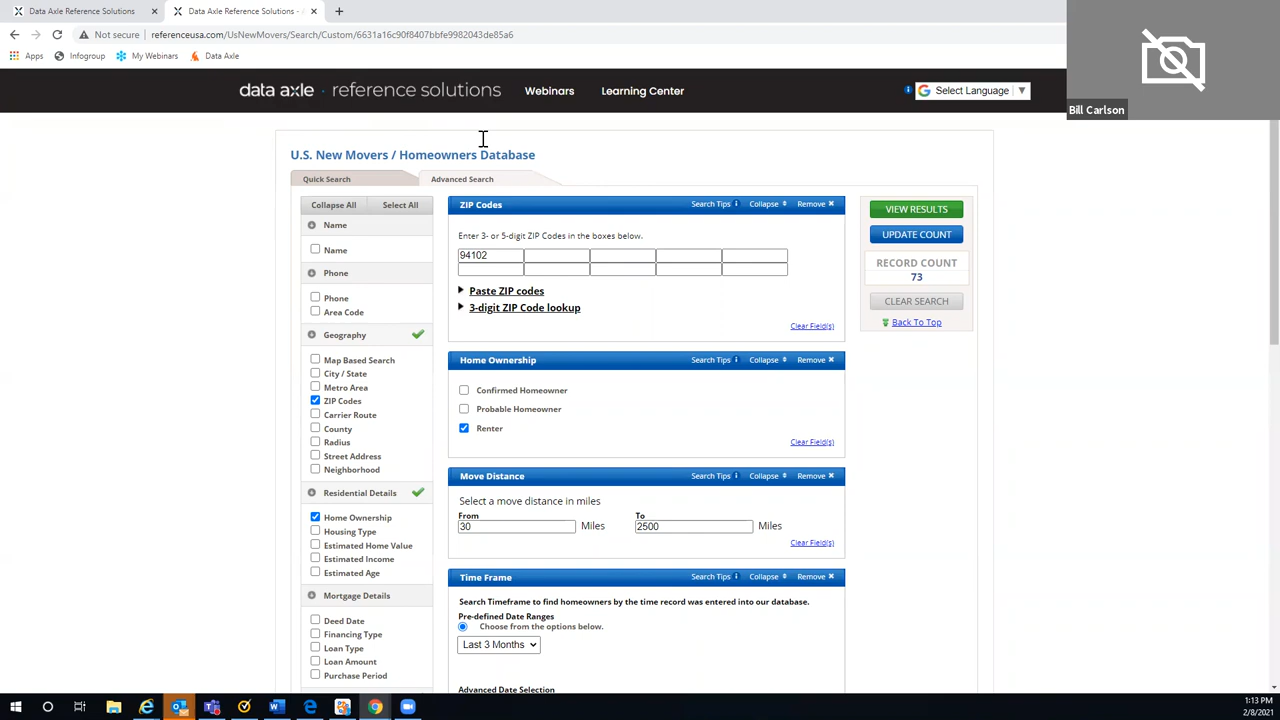 Data Axle Reference Solutions
Data Axle Reference Solutions - A
Not secure
referenceusa.com/UsNewMovers/Search/Custom/6631a16c90f8407bbfe9982043de85a6
Apps
Infogroup
My Webinars
Data Axle
Bill Carlson
data axle reference solutions
Webinars
Learning Center
Select Language
U.S. New Movers / Homeowners Database
Quick Search
Advanced Search
Collapse All
Select All
Name
Name
Phone
Phone
Area Code
Geography
Map Based Search
City / State
Metro Area
ZIP Codes
Carrier Route
County
Radius
Street Address
Neighborhood
Residential Details
Home Ownership
Housing Type
Estimated Home Value
Estimated Income
Estimated Age
Mortgage Details
Deed Date
Financing Type
Loan Type
Loan Amount
Purchase Period
ZIP Codes
Search Tips
Collapse
Remove
Enter 3- or 5-digit ZIP Codes in the boxes below.
94102
Paste ZIP codes
3-digit ZIP Code lookup
Clear Field(s)
Home Ownership
Search Tips
Collapse
Remove
Confirmed Homeowner
Probable Homeowner
Renter
Clear Field(s)
Move Distance
Search Tips
Collapse
Remove
Select a move distance in miles
From
To
30 Miles
2500 Miles
Clear Field(s)
Time Frame
Search Tips
Collapse
Remove
Search Timeframe to find homeowners by the time record was entered into our database.
Pre-defined Date Ranges
Choose from the options below.
Last 3 Months
Advanced Date Selection
VIEW RESULTS
UPDATE COUNT
RECORD COUNT
73
CLEAR SEARCH
Back To Top
1:13 PM
2/8/2021